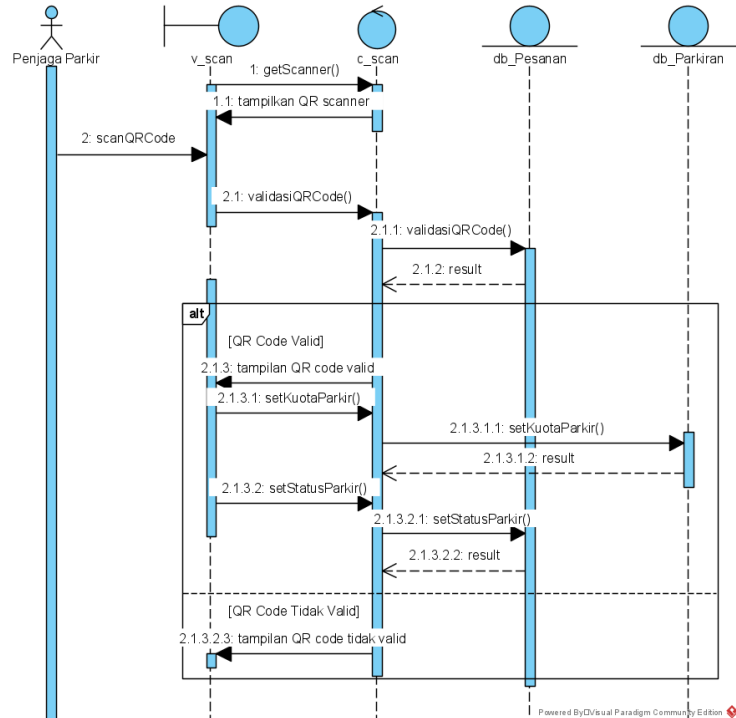 Penjaga Parkir
v_scan
c_scan
db_Pesanan
db_Parkiran
1: getScanner()
1.1: tampilkan QR scanner
2: scanQRCode
2.1: validasiQRCode()
2.1.1: validasiQRCode()
2.1.2: result
alt
[QR Code Valid]
2.1.3: tampilan QR code valid
2.1.3.1: setKuotaParkir()
2.1.3.1.1: setKuotaParkir()
2.1.3.1.2: result
2.1.3.2: setStatusParkir()
2.1.3.2.1: setStatusParkir()
2.1.3.2.2: result
[QR Code Tidak Valid]
2.1.3.2.3: tampilan QR code tidak valid
Powered By Visual Paradigm Community Edition